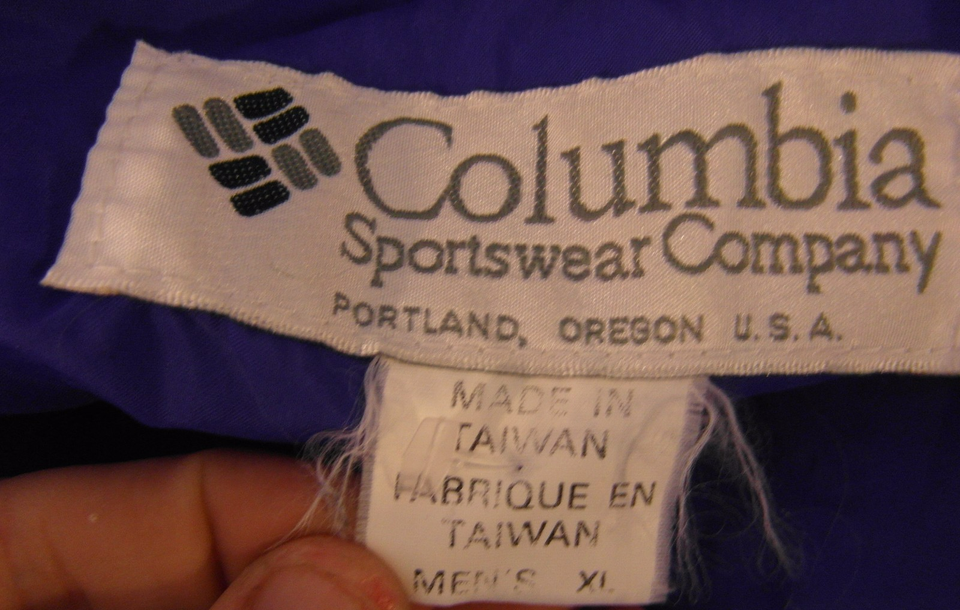 Columbia
Sportswear Company
PORTLAND, OREGON U.S.A.
MADE IN
TAIWAN
FABRIQUE EN
TAIWAN
MEN'S XL